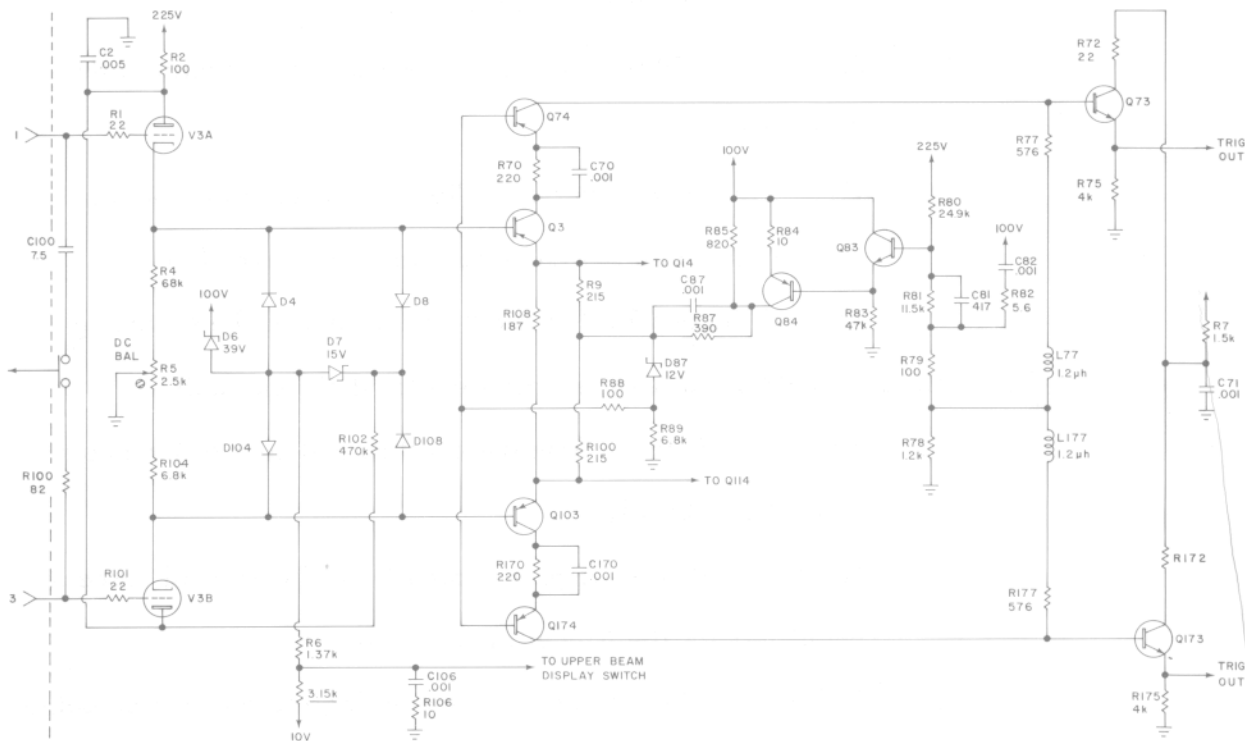 225V
C2
.005
R2
100
R1
22
1
V3A
Q74
R70
220
C70
.001
Q3
C100
7.5
R4
68k
100V
D6
39V
D4
D8
D7
15V
DC
BAL
R5
2.5k
R108
187
TO Q14
R9
215
C87
.001
R87
390
100V
R85
820
R84
10
Q84
Q83
R83
47k
225V
R80
24.9k
100V
C82
.001
R82
5.6
R81
11.5k
C81
417
R79
100
R78
1.2k
D87
12V
R88
100
R89
6.8k
R100
215
TO Q114
D104
R102
470k
D108
R104
6.8k
R100
82
R101
22
3
V3B
Q103
R170
220
C170
.001
Q174
R6
1.37k
3.15k
10V
C106
.001
R106
10
TO UPPER BEAM
DISPLAY SWITCH
R72
22
Q73
R77
576
TRIG
OUT
R75
4k
L77
1.2µh
L177
1.2µh
R7
1.5k
C71
.001
R172
R177
576
Q173
TRIG
OUT
R175
4k